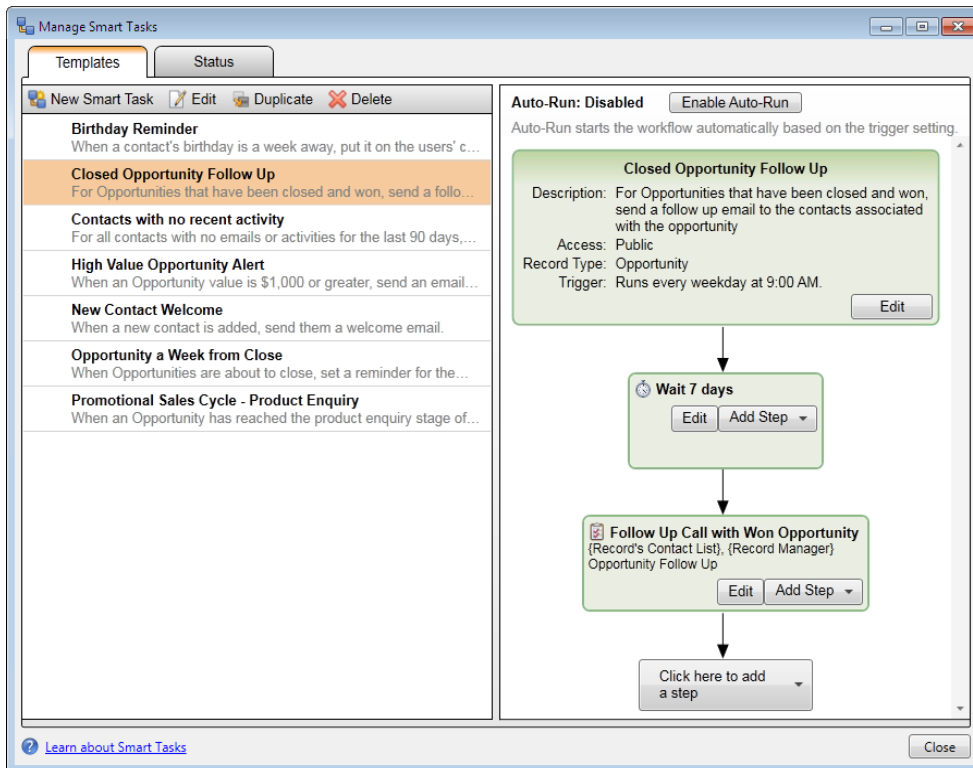 Manage Smart Tasks
Templates
Status
New Smart Task Edit Duplicate Delete
Birthday Reminder
When a contact's birthday is a week away, put it on the users' c...
Closed Opportunity Follow Up
For Opportunities that have been closed and won, send a follo...
Contacts with no recent activity
For all contacts with no emails or activities for the last 90 days,...
High Value Opportunity Alert
When an Opportunity value is $1,000 or greater, send an email...
New Contact Welcome
When a new contact is added, send them a welcome email.
Opportunity a Week from Close
When Opportunities are about to close, set a reminder for the...
Promotional Sales Cycle - Product Enquiry
When an Opportunity has reached the product enquiry stage of...
Auto-Run: Disabled Enable Auto-Run
Auto-Run starts the workflow automatically based on the trigger setting.
Closed Opportunity Follow Up
Description: For Opportunities that have been closed and won,
send a follow up email to the contacts associated
with the opportunity
Access: Public
Record Type: Opportunity
Trigger: Runs every weekday at 9:00 AM.
Edit
Wait 7 days
Edit Add Step
Follow Up Call with Won Opportunity
{Record's Contact List}, {Record Manager}
Opportunity Follow Up
Edit Add Step
Click here to add
a step
Learn about Smart Tasks
Close